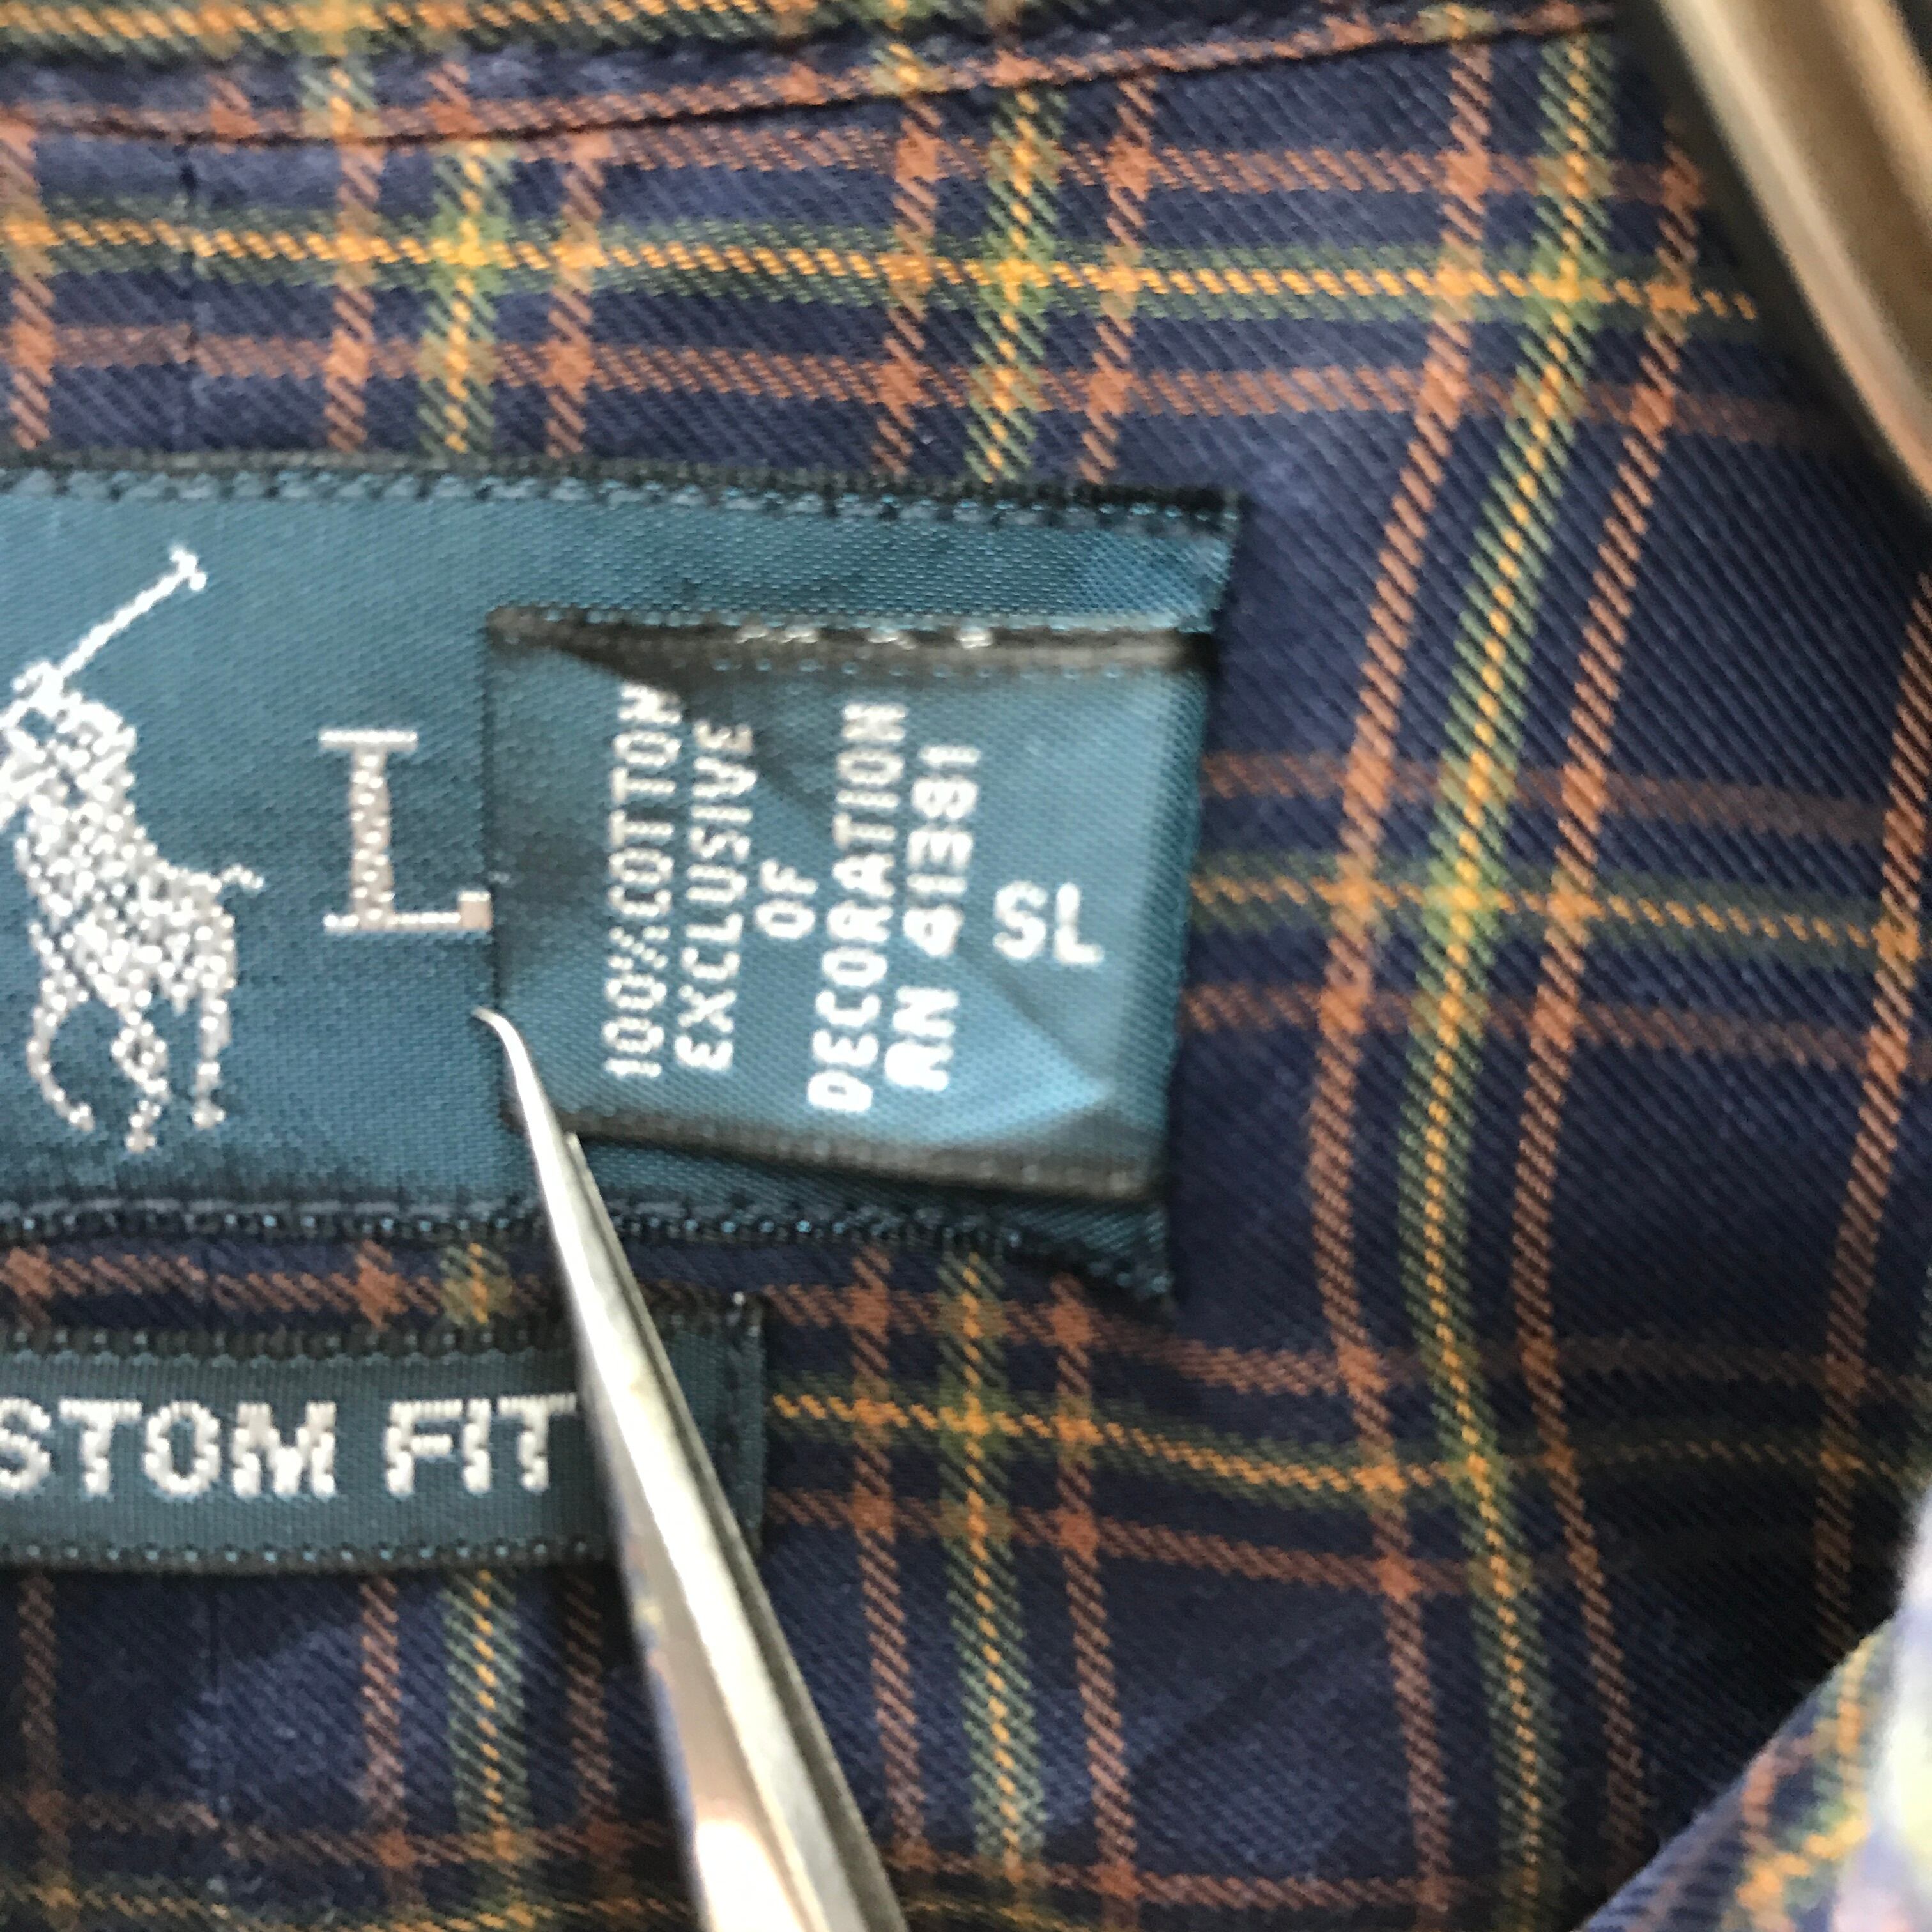 L
100% COTTON
EXCLUSIVE
OF
DECORATION
RN 41381
SL
STOM FIT